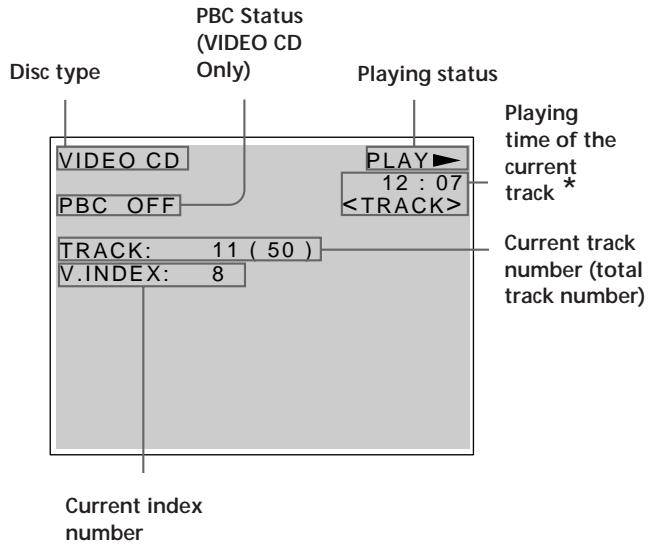 PBC Status
(VIDEO CD
Only)
Disc type
Playing status
Playing
time of the
current
track *
VIDEO CD
PLAY
12 : 07
PBC OFF
<TRACK>
TRACK: 11 ( 50 )
V.INDEX: 8
Current track
number (total
track number)
Current index
number